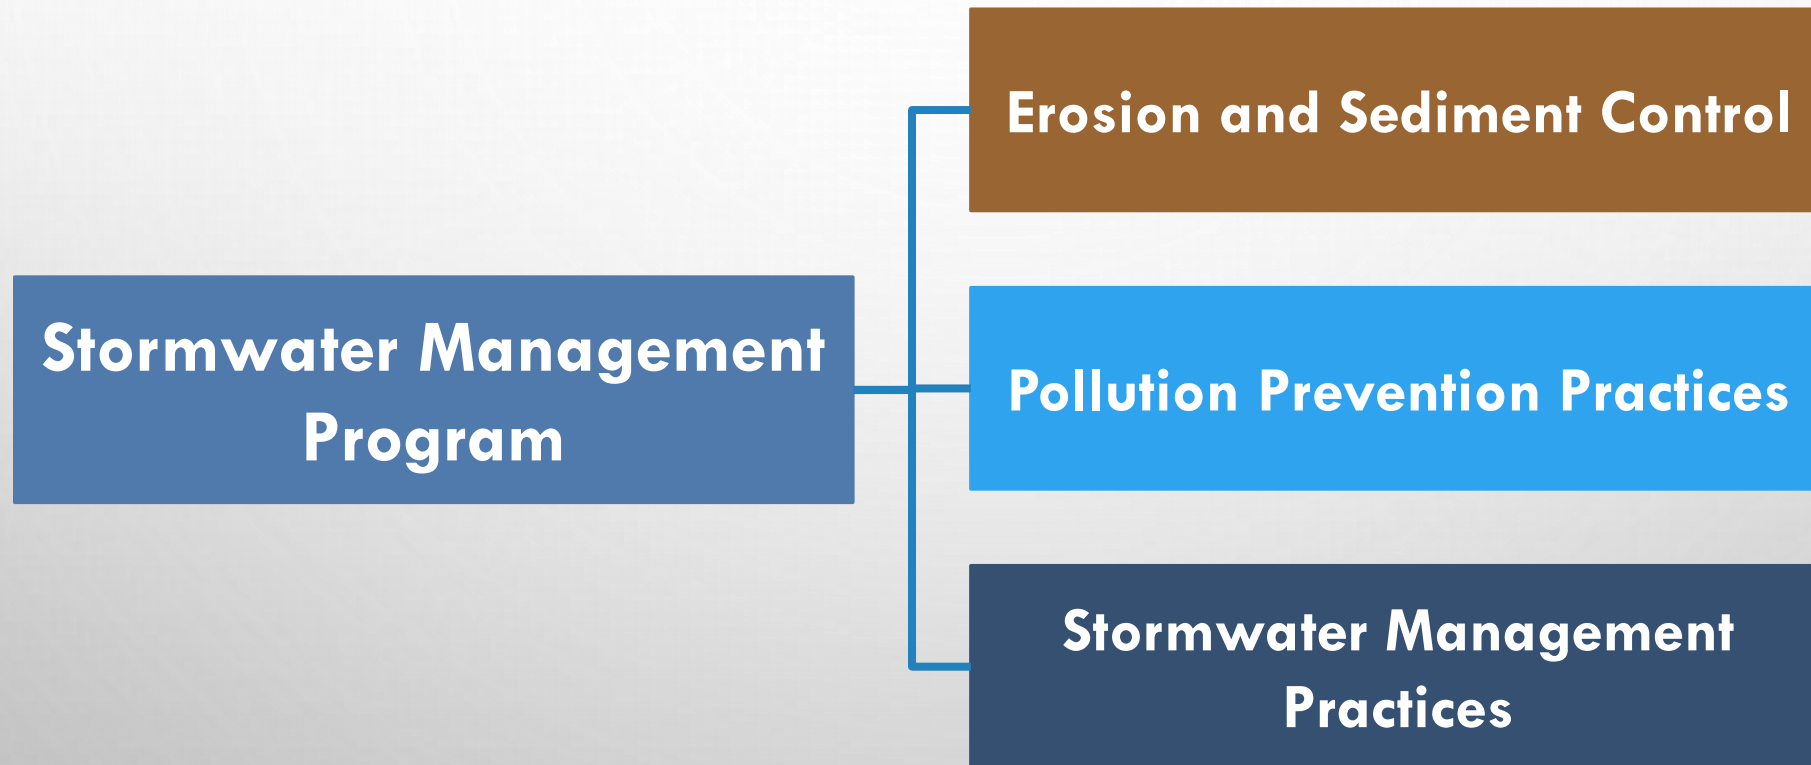 Erosion and Sediment Control
Stormwater Management
Program
Pollution Prevention Practices
Stormwater Management
Practices